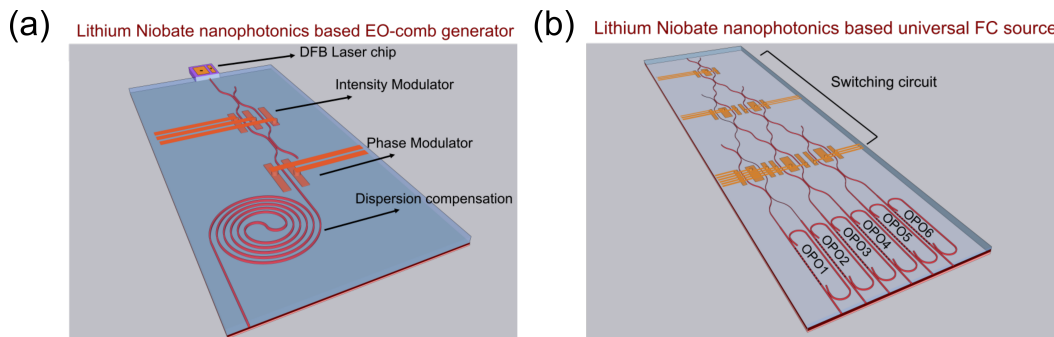 (a)
Lithium Niobate nanophotonics based EO-comb generator
DFB Laser chip
Intensity Modulator
Phase Modulator
Dispersion compensation
(b)
Lithium Niobate nanophotonics based universal FC source
Switching circuit
OPO1
OPO2
OPO3
OPO4
OPO5
OPO6